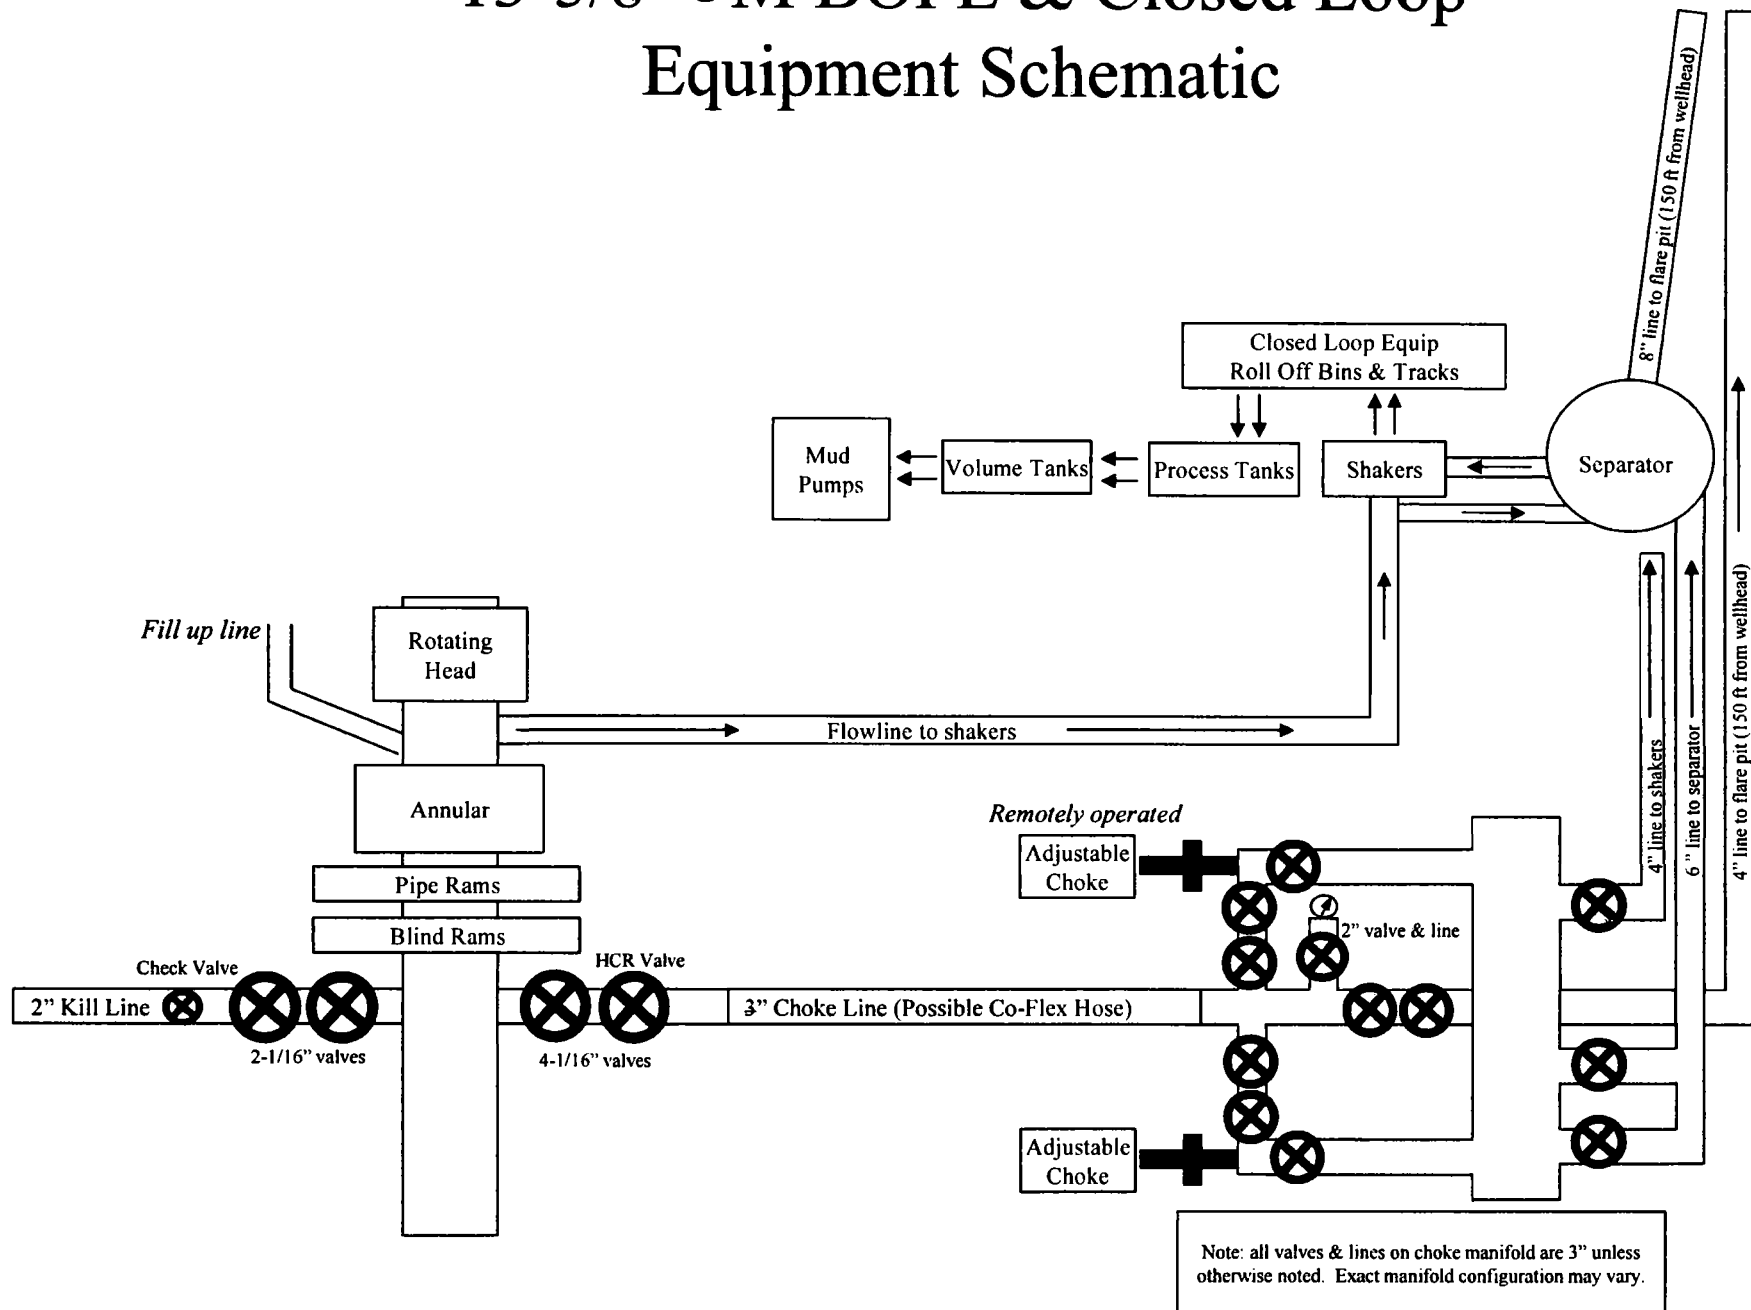 Equipment Schematic
8" line to flare pit (150 ft from wellhead)
Closed Loop Equip
Roll Off Bins & Tracks
Mud
Pumps
Volume Tanks
Process Tanks
Shakers
Separator
Fill up line
Rotating
Head
Flowline to shakers
4" line to shakers
6 " line to separator
4" line to flare pit (150 ft from wellhead)
Annular
Remotely operated
Adjustable
Choke
Pipe Rams
Blind Rams
2" valve & line
Check Valve
HCR Valve
2" Kill Line
3" Choke Line (Possible Co-Flex Hose)
2-1/16" valves
4-1/16" valves
Adjustable
Choke
Note: all valves & lines on choke manifold are 3" unless
otherwise noted. Exact manifold configuration may vary.